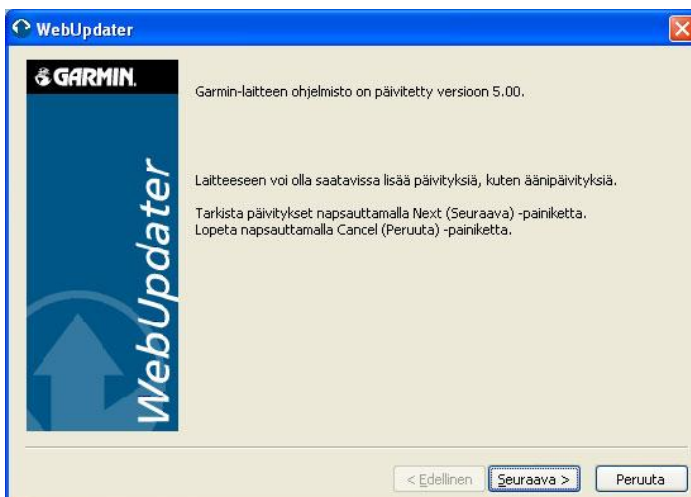 WebUpdater
GARMIN.
Garmin-laitteen ohjelmisto on päivitetty versioon 5.00.
Laitteeseen voi olla saatavissa lisää päivityksiä, kuten äänipäivityksiä.
Tarkista päivitykset napsauttamalla Next (Seuraava) -painiketta.
Lopeta napsauttamalla Cancel (Peruuta) -painiketta.
WebUpdater
< Edellinen
Seuraava >
Peruuta